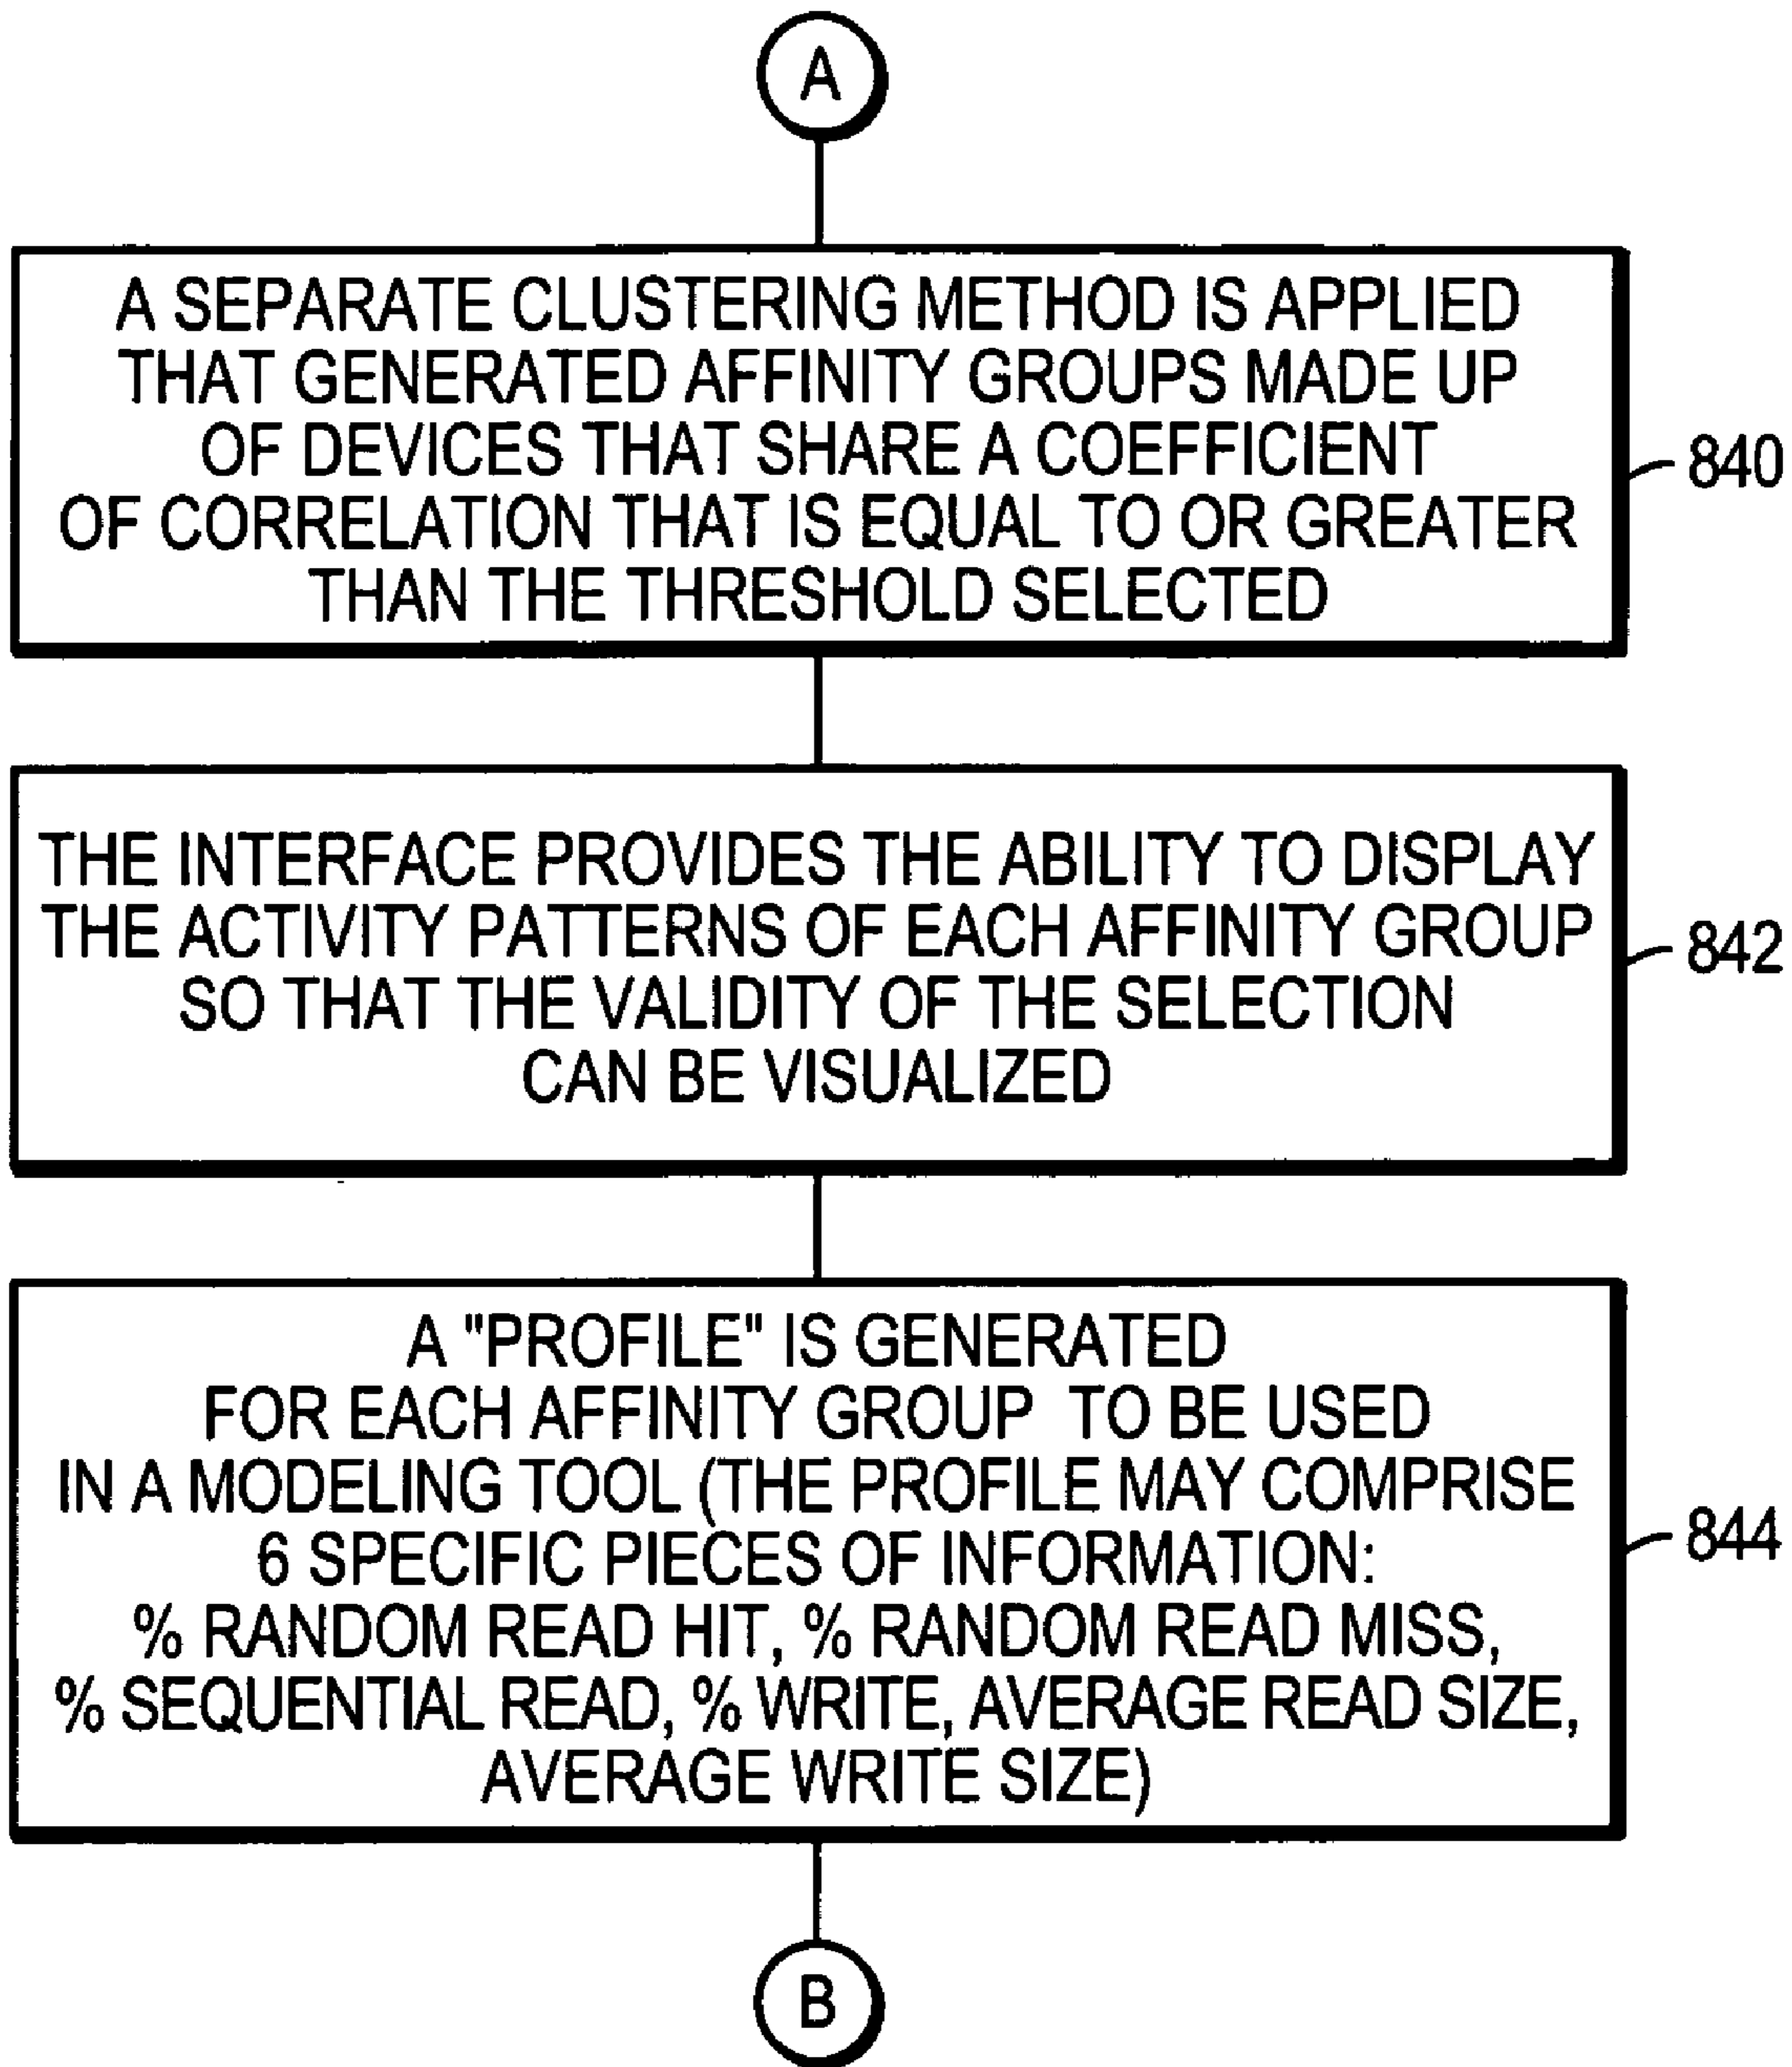 A
A SEPARATE CLUSTERING METHOD IS APPLIED
THAT GENERATED AFFINITY GROUPS MADE UP
OF DEVICES THAT SHARE A COEFFICIENT
OF CORRELATION THAT IS EQUAL TO OR GREATER
THAN THE THRESHOLD SELECTED
840
THE INTERFACE PROVIDES THE ABILITY TO DISPLAY
THE ACTIVITY PATTERNS OF EACH AFFINITY GROUP
SO THAT THE VALIDITY OF THE SELECTION
CAN BE VISUALIZED
842
A "PROFILE" IS GENERATED
FOR EACH AFFINITY GROUP TO BE USED
IN A MODELING TOOL (THE PROFILE MAY COMPRISE
6 SPECIFIC PIECES OF INFORMATION:
% RANDOM READ HIT, % RANDOM READ MISS,
% SEQUENTIAL READ, % WRITE, AVERAGE READ SIZE,
AVERAGE WRITE SIZE)
844
B